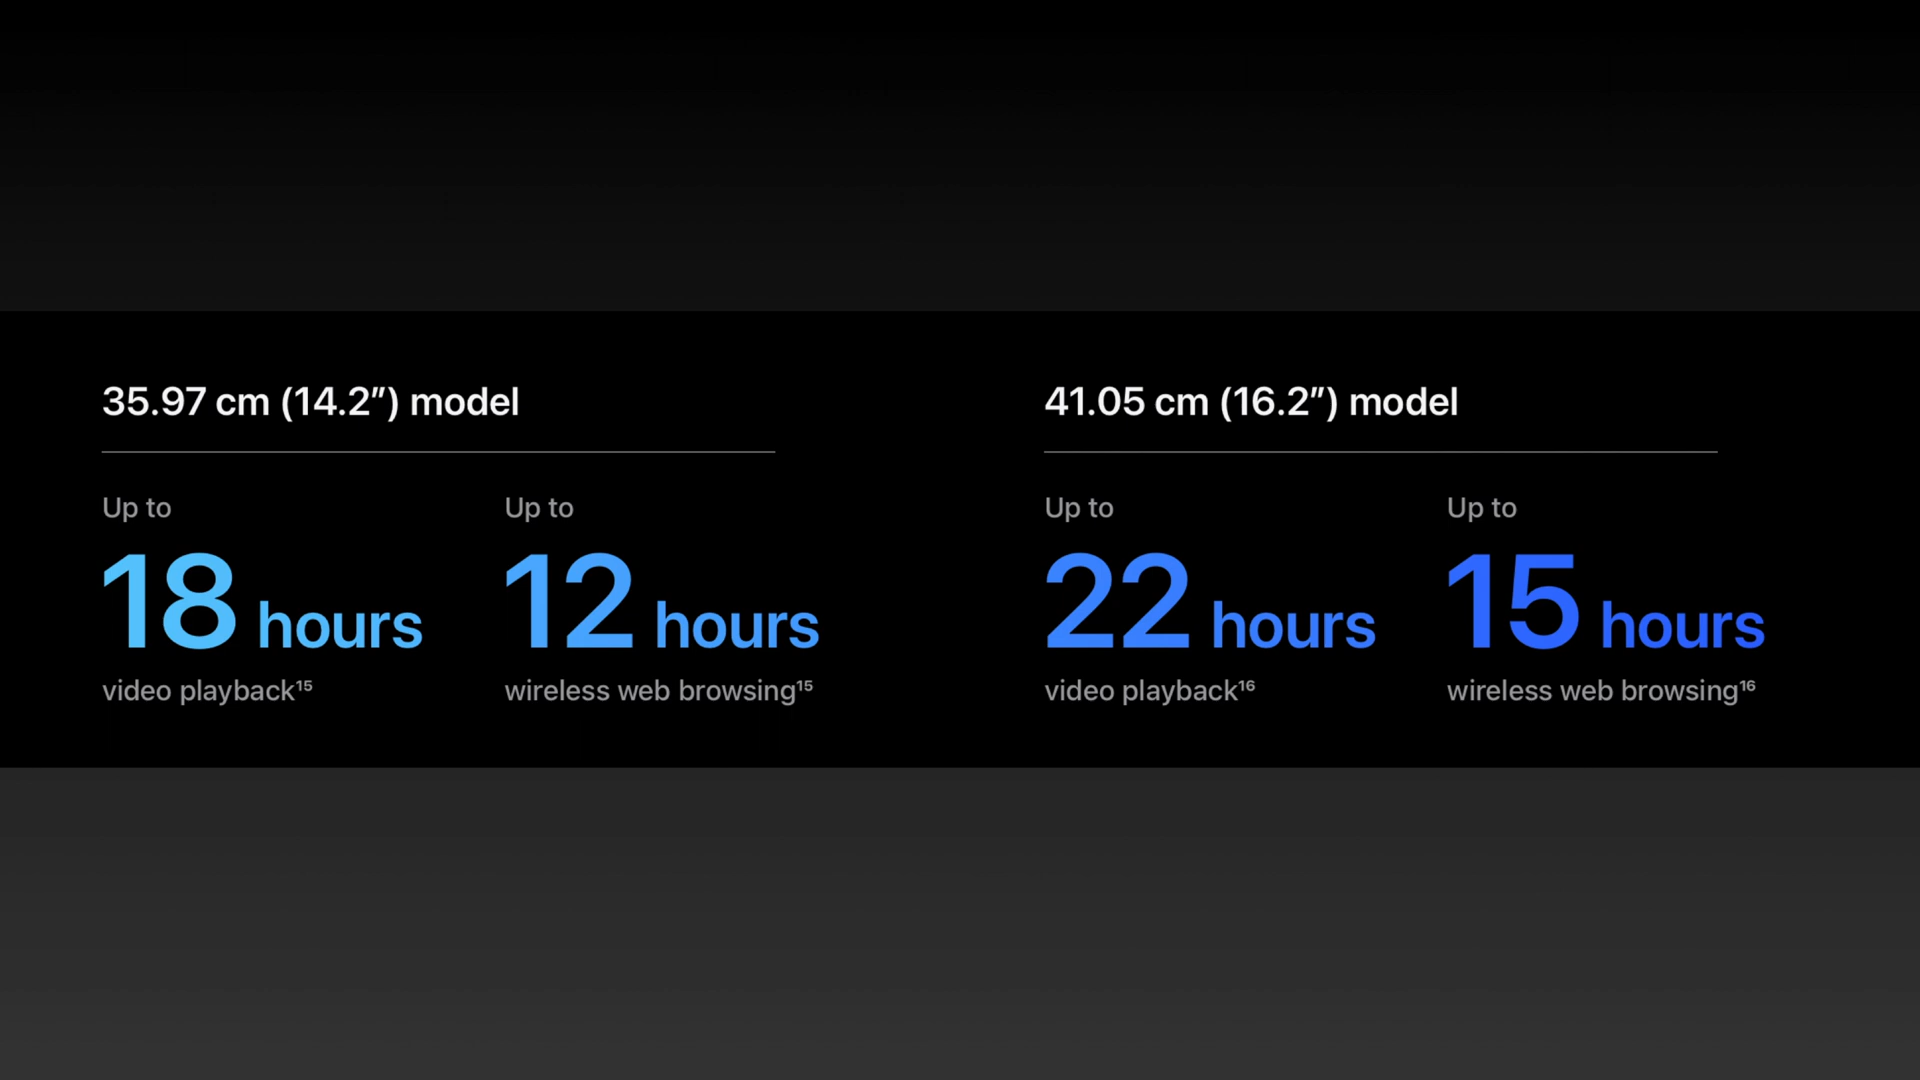 35.97 cm (14.2″) model
Up to
18 hours
video playback¹⁵
Up to
12 hours
wireless web browsing¹⁵
41.05 cm (16.2″) model
Up to
22 hours
video playback¹⁶
Up to
15 hours
wireless web browsing¹⁶